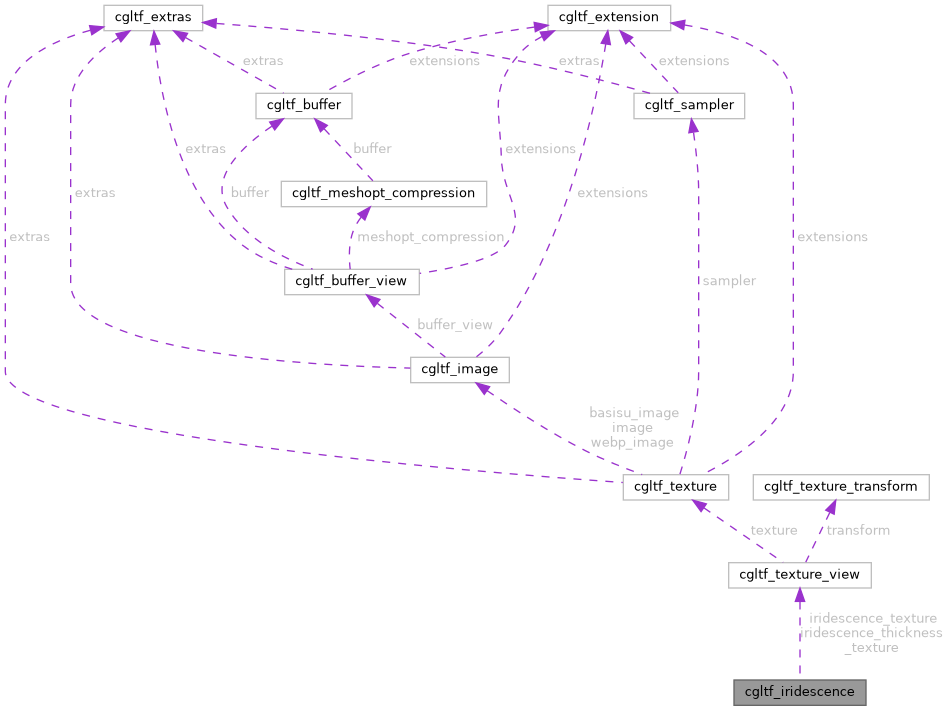 cgltf_extras
cgltf_extension
extras
extensions
extras
extensions
cgltf_buffer
cgltf_sampler
extras
buffer
extensions
extras
buffer
cgltf_meshopt_compression
extensions
extras
meshopt_compression
extensions
cgltf_buffer_view
sampler
buffer_view
cgltf_image
basisu_image
image
webp_image
cgltf_texture
cgltf_texture_transform
texture
transform
cgltf_texture_view
iridescence_texture
iridescence_thickness
_texture
cgltf_iridescence